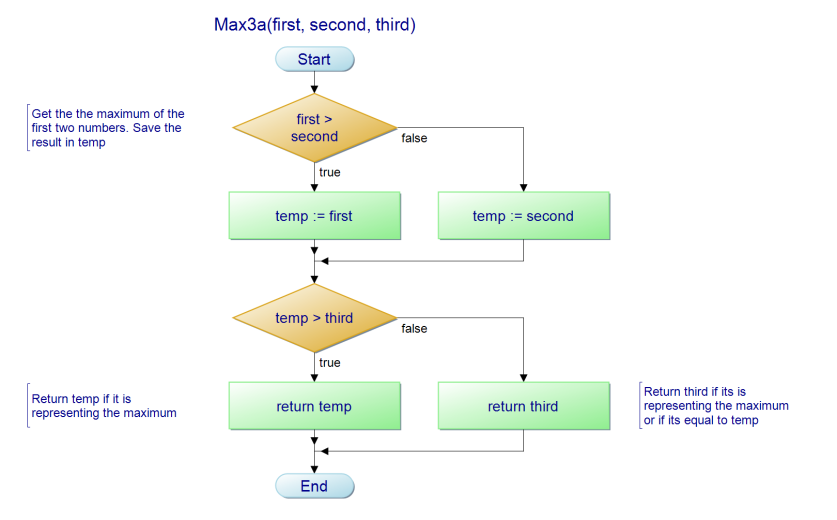 Max3a(first, second, third)
Start
Get the the maximum of the
first two numbers. Save the
result in temp
first >
second
false
true
temp := first
temp := second
temp > third
false
true
Return temp if it is
representing the maximum
return temp
return third
Return third if its is
representing the maximum
or if its equal to temp
End